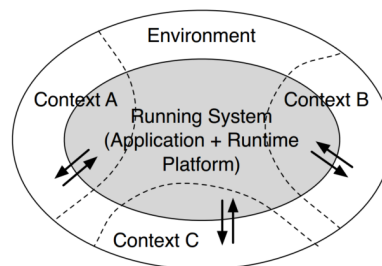 Environment
Context A
Context B
Running System
(Application + Runtime
Platform)
Context C